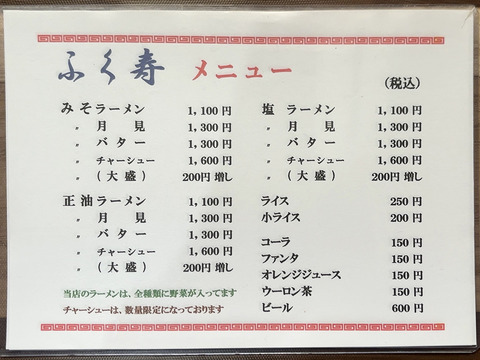 ふく寿 メニュー
(税込)
みそラーメン 1,100円
〃 月見 1,300円
〃 バター 1,300円
〃 チャーシュー 1,600円
〃 (大盛) 200円増し
正油ラーメン 1,100円
〃 月見 1,300円
〃 バター 1,300円
〃 チャーシュー 1,600円
〃 (大盛) 200円増し
当店のラーメンは、全種類に野菜が入ってます
チャーシューは、数量限定になっております
塩 ラーメン 1,100円
〃 月見 1,300円
〃 バター 1,300円
〃 チャーシュー 1,600円
〃 (大盛) 200円増し
ライス 250円
小ライス 200円
コーラ 150円
ファンタ 150円
オレンジジュース 150円
ウーロン茶 150円
ビール 600円